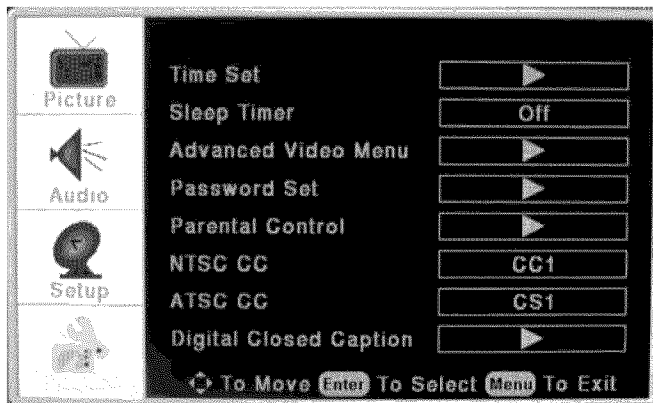 Picture
Audio
Setup
Time Set
Sleep Timer Off
Advanced Video Menu
Password Set
Parental Control
NTSC CC CC1
ATSC CC CS1
Digital Closed Caption
To Move Enter To Select Menu To Exit